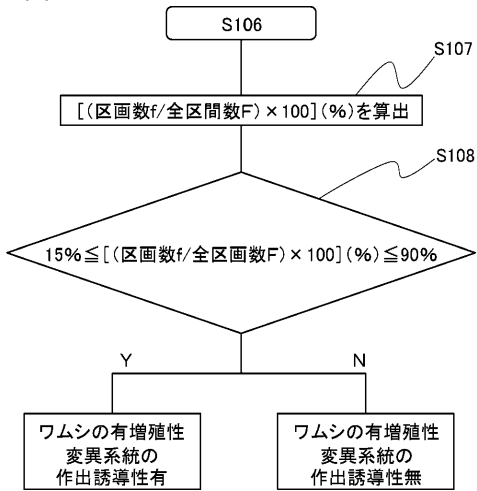 S106
S107
[(区画数f/全区間数F)×100](%)を算出
S108
15%≦[(区画数f/全区画数F)×100](%)≦90%
Y
N
ワムシの有増殖性
変異系統の
作出誘導性有
ワムシの有増殖性
変異系統の
作出誘導性無